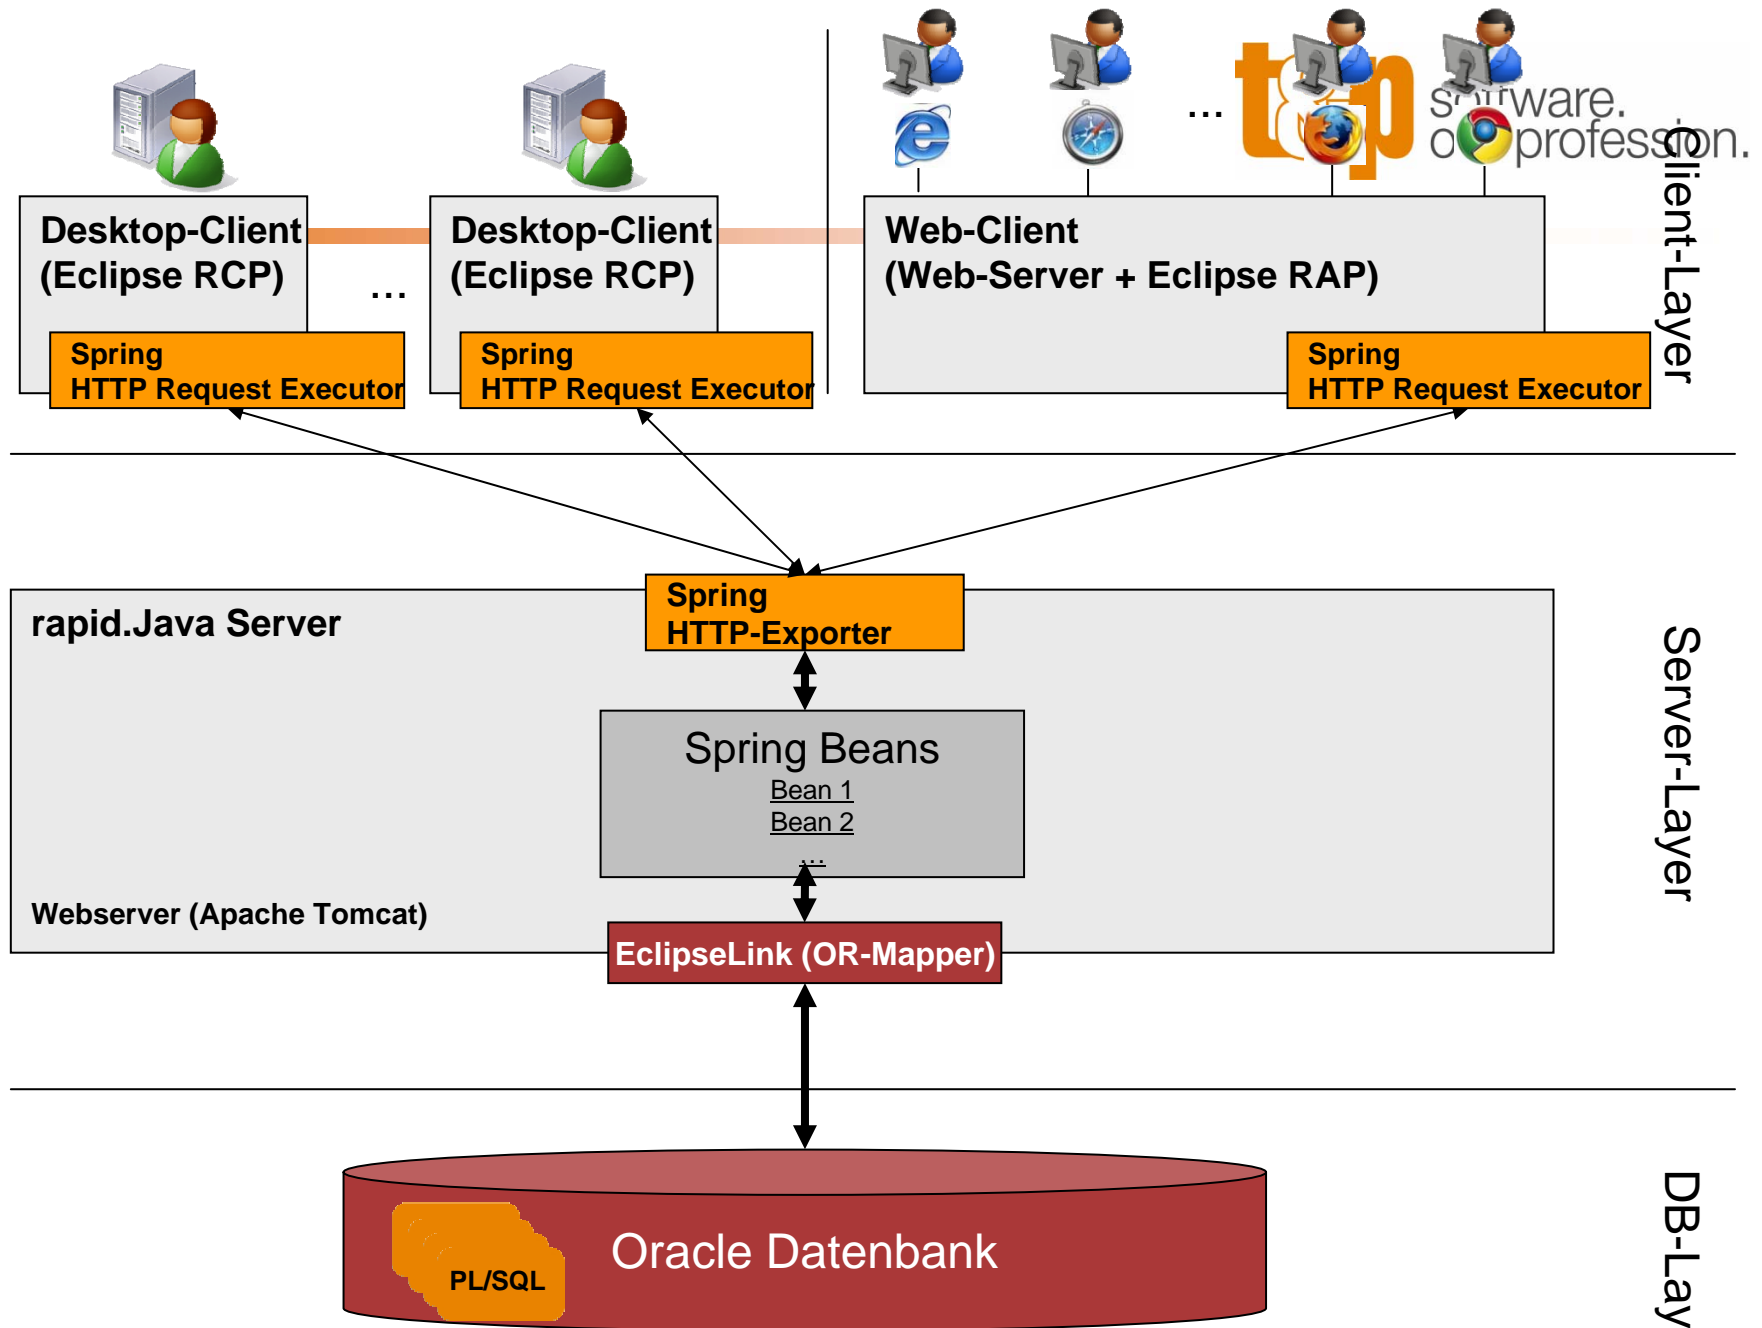 t&p
software.
profession.
Client-Layer
Desktop-Client
(Eclipse RCP)
...
Desktop-Client
(Eclipse RCP)
...
Web-Client
(Web-Server + Eclipse RAP)
Spring
HTTP Request Executor
Spring
HTTP Request Executor
Spring
HTTP Request Executor
Server-Layer
rapid.Java Server
Spring
HTTP-Exporter
Spring Beans
Bean 1
Bean 2
...
Webserver (Apache Tomcat)
EclipseLink (OR-Mapper)
DB-Lay
Oracle Datenbank
PL/SQL